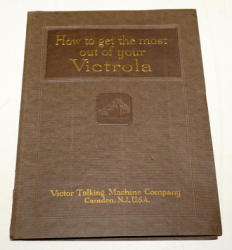 How to get the most
out of your
Victrola
Victor Talking Machine Company
Camden, N.J. U.S.A.